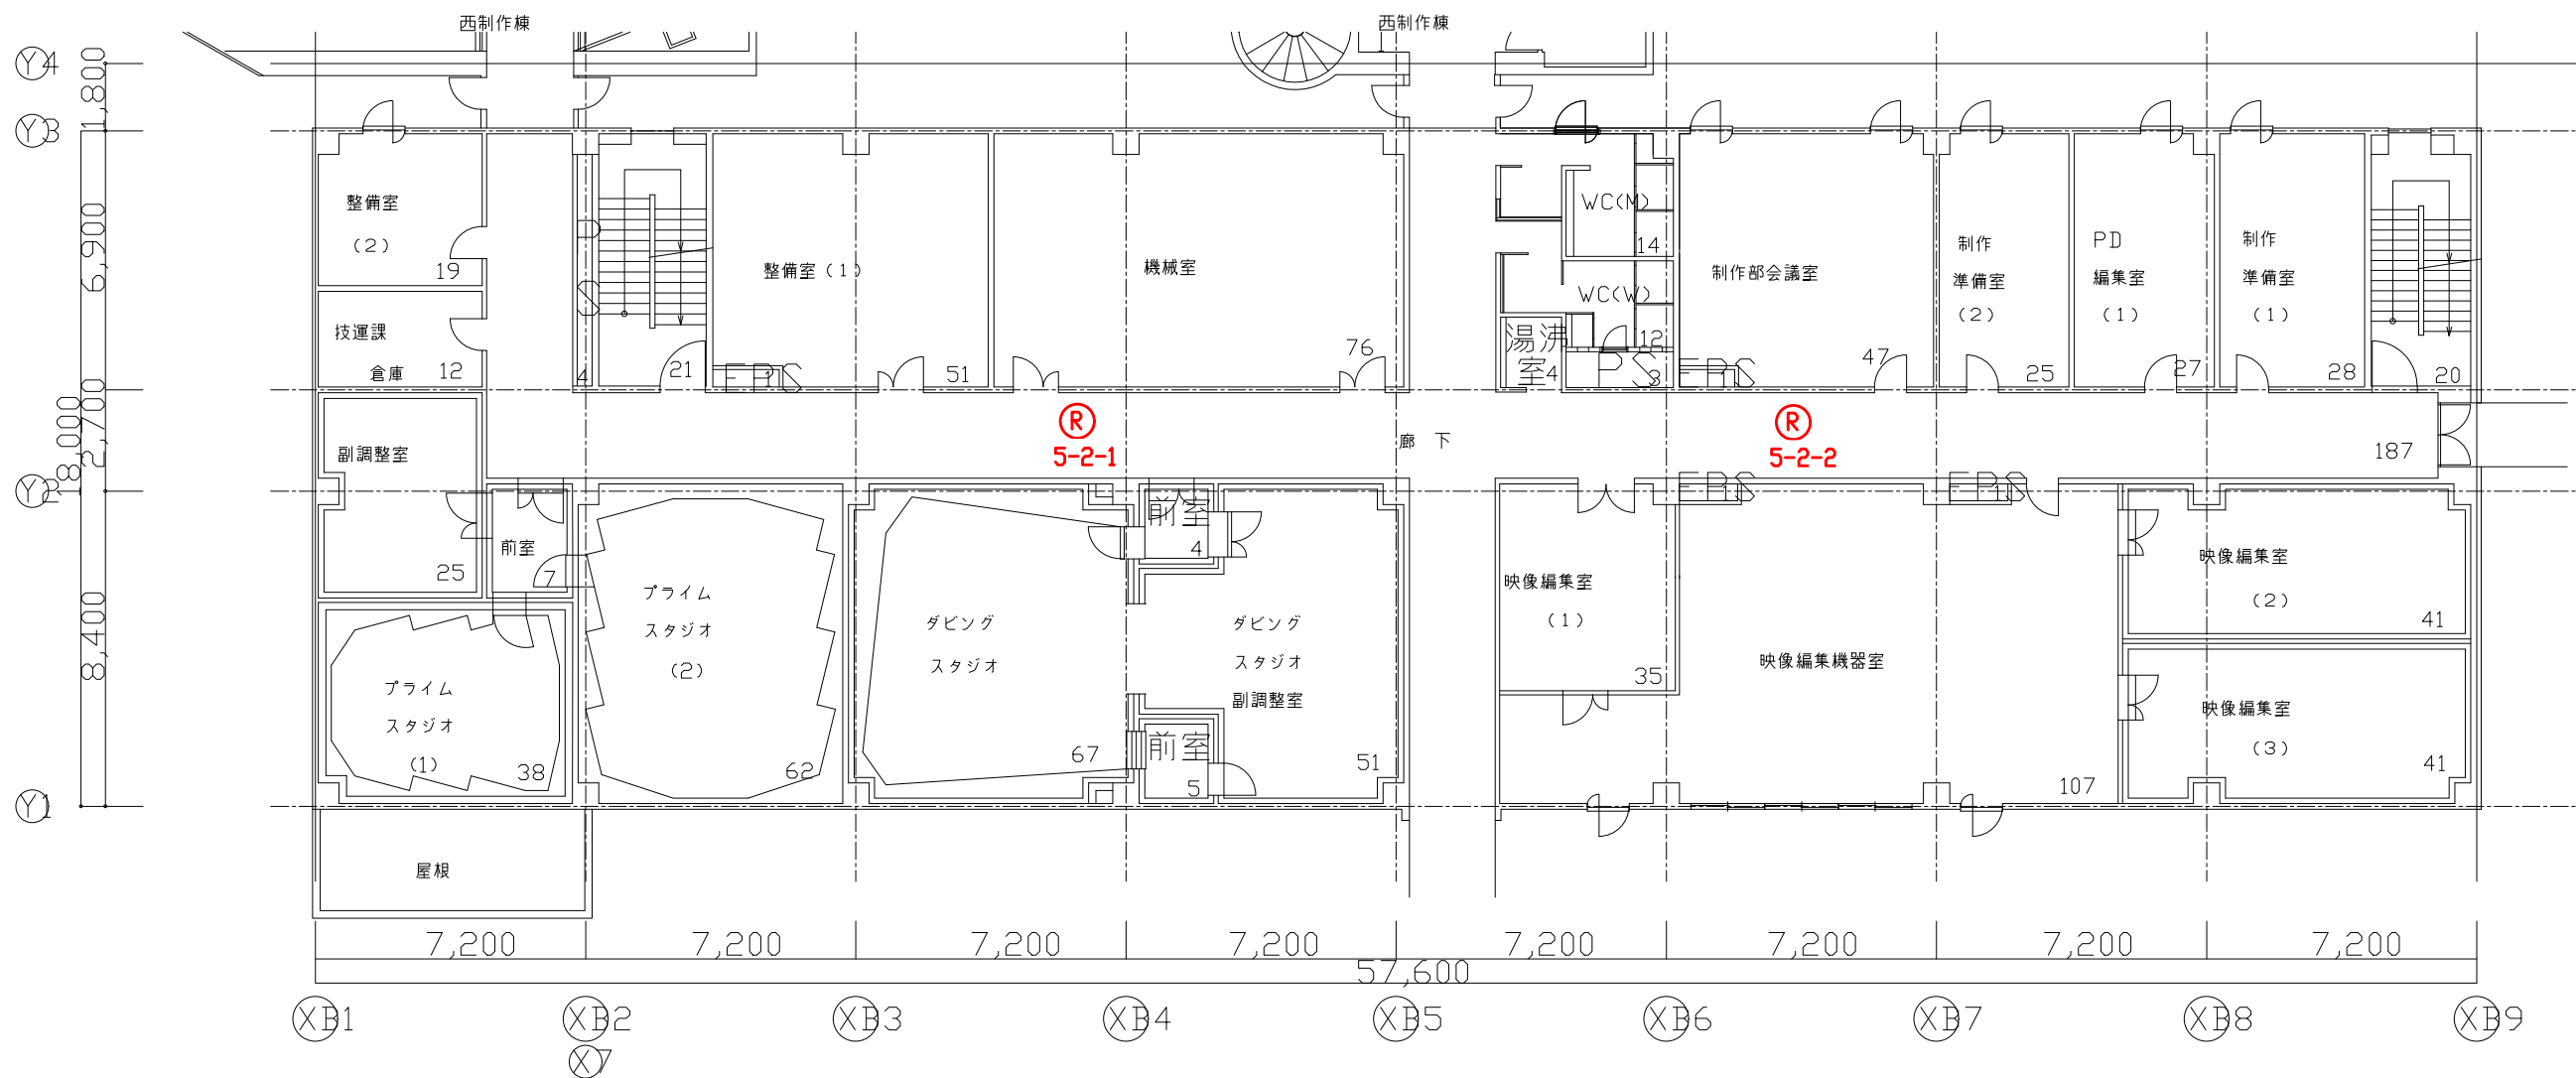 西制作棟
西制作棟
Y4
1,800
Y3
6,900
18,000
2,700
Y2
8,400
Y1
整備室
(2)
19
技運課
倉庫
12
4
21
EPS
1
整備室(1)
51
機械室
76
WC(M)
14
WC(W)
12
湯沸
室
4
PS
3
EPS
1
制作部会議室
47
制作
準備室
(2)
25
PD
編集室
(1)
27
制作
準備室
(1)
28
20
R
5-2-1
廊 下
R
5-2-2
187
副調整室
25
前室
7
プライム
スタジオ
(1)
38
プライム
スタジオ
(2)
62
ダビング
スタジオ
67
前室
4
ダビング
スタジオ
副調整室
51
前室
5
映像編集室
(1)
35
EPS
1
EPS
1
映像編集機器室
107
映像編集室
(2)
41
映像編集室
(3)
41
屋根
7,200
7,200
7,200
7,200
7,200
7,200
7,200
7,200
57,600
XB1
XB2
XB3
XB4
XB5
XB6
XB7
XB8
XB9
X7